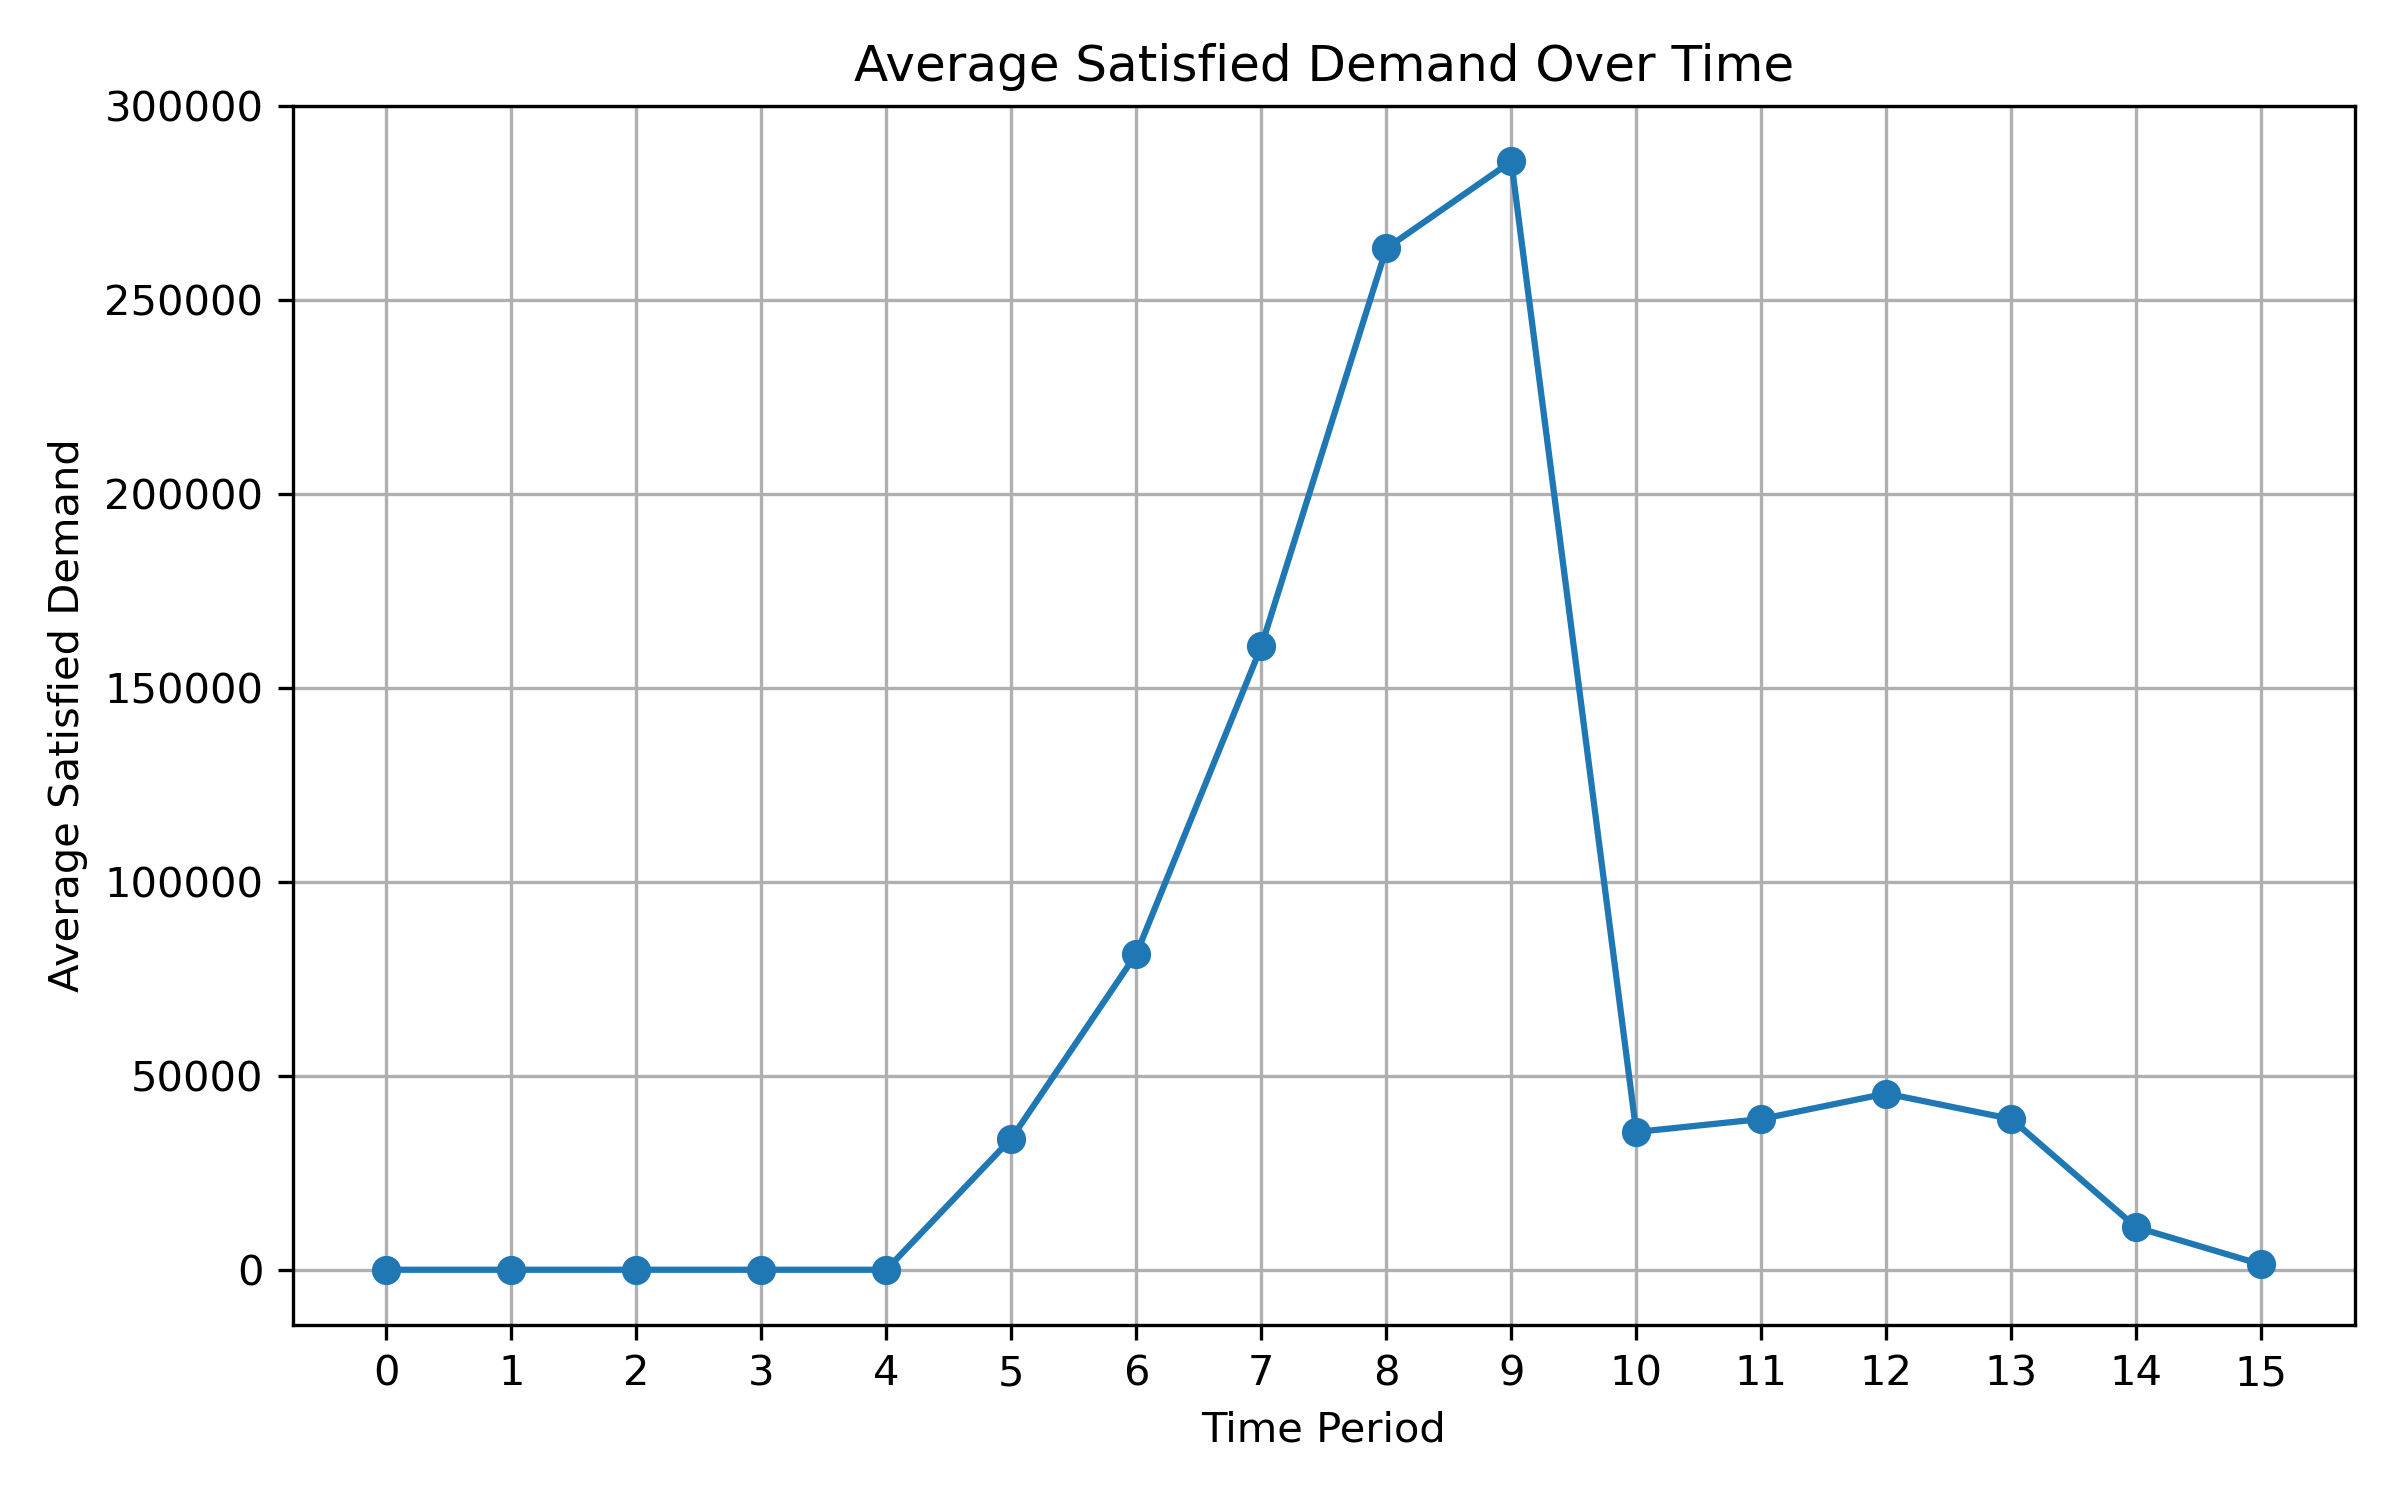 Average Satisfied Demand Over Time
300000
250000
200000
150000
100000
50000
0
Average Satisfied Demand
0 1 2 3 4 5 6 7 8 9 10 11 12 13 14 15
Time Period